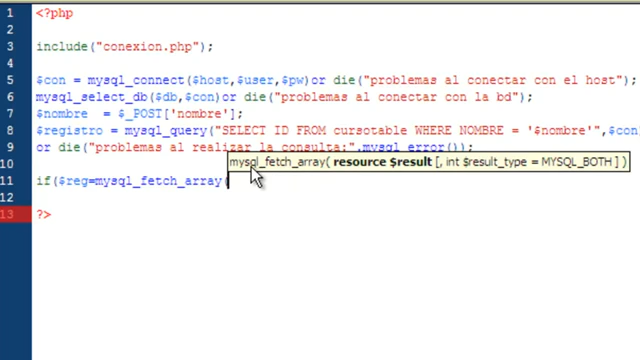 1 <?php
2
3 include("conexion.php");
4
5 $con = mysql_connect($host,$user,$pw)or die("problemas al conectar con el host");
6 mysql_select_db($db,$con)or die("problemas al conectar con la bd");
7 $nombre  = $_POST['nombre'];
8 $registro = mysql_query("SELECT ID FROM cursotable WHERE NOMBRE = '$nombre'",$con
9 or die("problemas al realizar la consulta:".mysql_error());
10 mysql_fetch_array( resource $result [, int $result_type = MYSQL_BOTH ] )
11 if($reg=mysql_fetch_array(
12
13 ?>